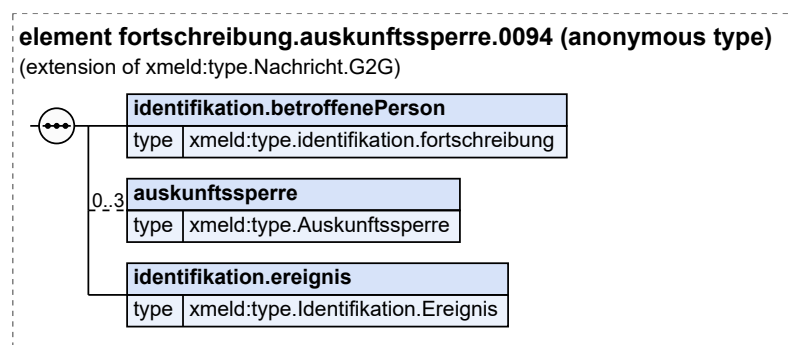 element fortschreibung.auskunftssperre.0094 (anonymous type)
(extension of xmeld:type.Nachricht.G2G)
identifikation.betroffenePerson
type xmeld:type.identifikation.fortschreibung
0..3 auskunftssperre
type xmeld:type.Auskunftssperre
identifikation.ereignis
type xmeld:type.Identifikation.Ereignis